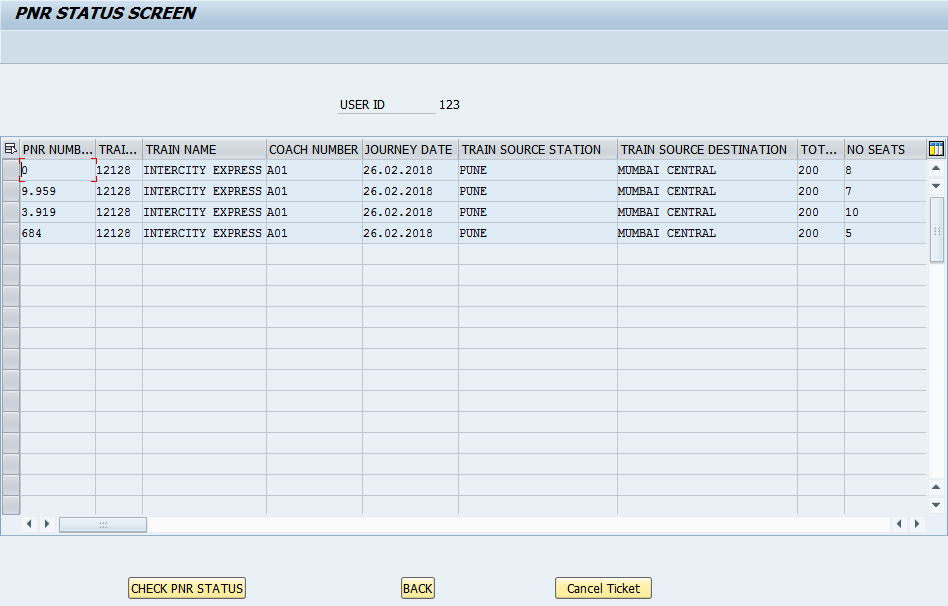 PNR STATUS SCREEN
USER ID 123
PNR NUMB... TRAI... TRAIN NAME COACH NUMBER JOURNEY DATE TRAIN SOURCE STATION TRAIN SOURCE DESTINATION TOT... NO SEATS
0 12128 INTERCITY EXPRESS A01 26.02.2018 PUNE MUMBAI CENTRAL 200 8
9.959 12128 INTERCITY EXPRESS A01 26.02.2018 PUNE MUMBAI CENTRAL 200 7
3.919 12128 INTERCITY EXPRESS A01 26.02.2018 PUNE MUMBAI CENTRAL 200 10
684 12128 INTERCITY EXPRESS A01 26.02.2018 PUNE MUMBAI CENTRAL 200 5
CHECK PNR STATUS BACK Cancel Ticket